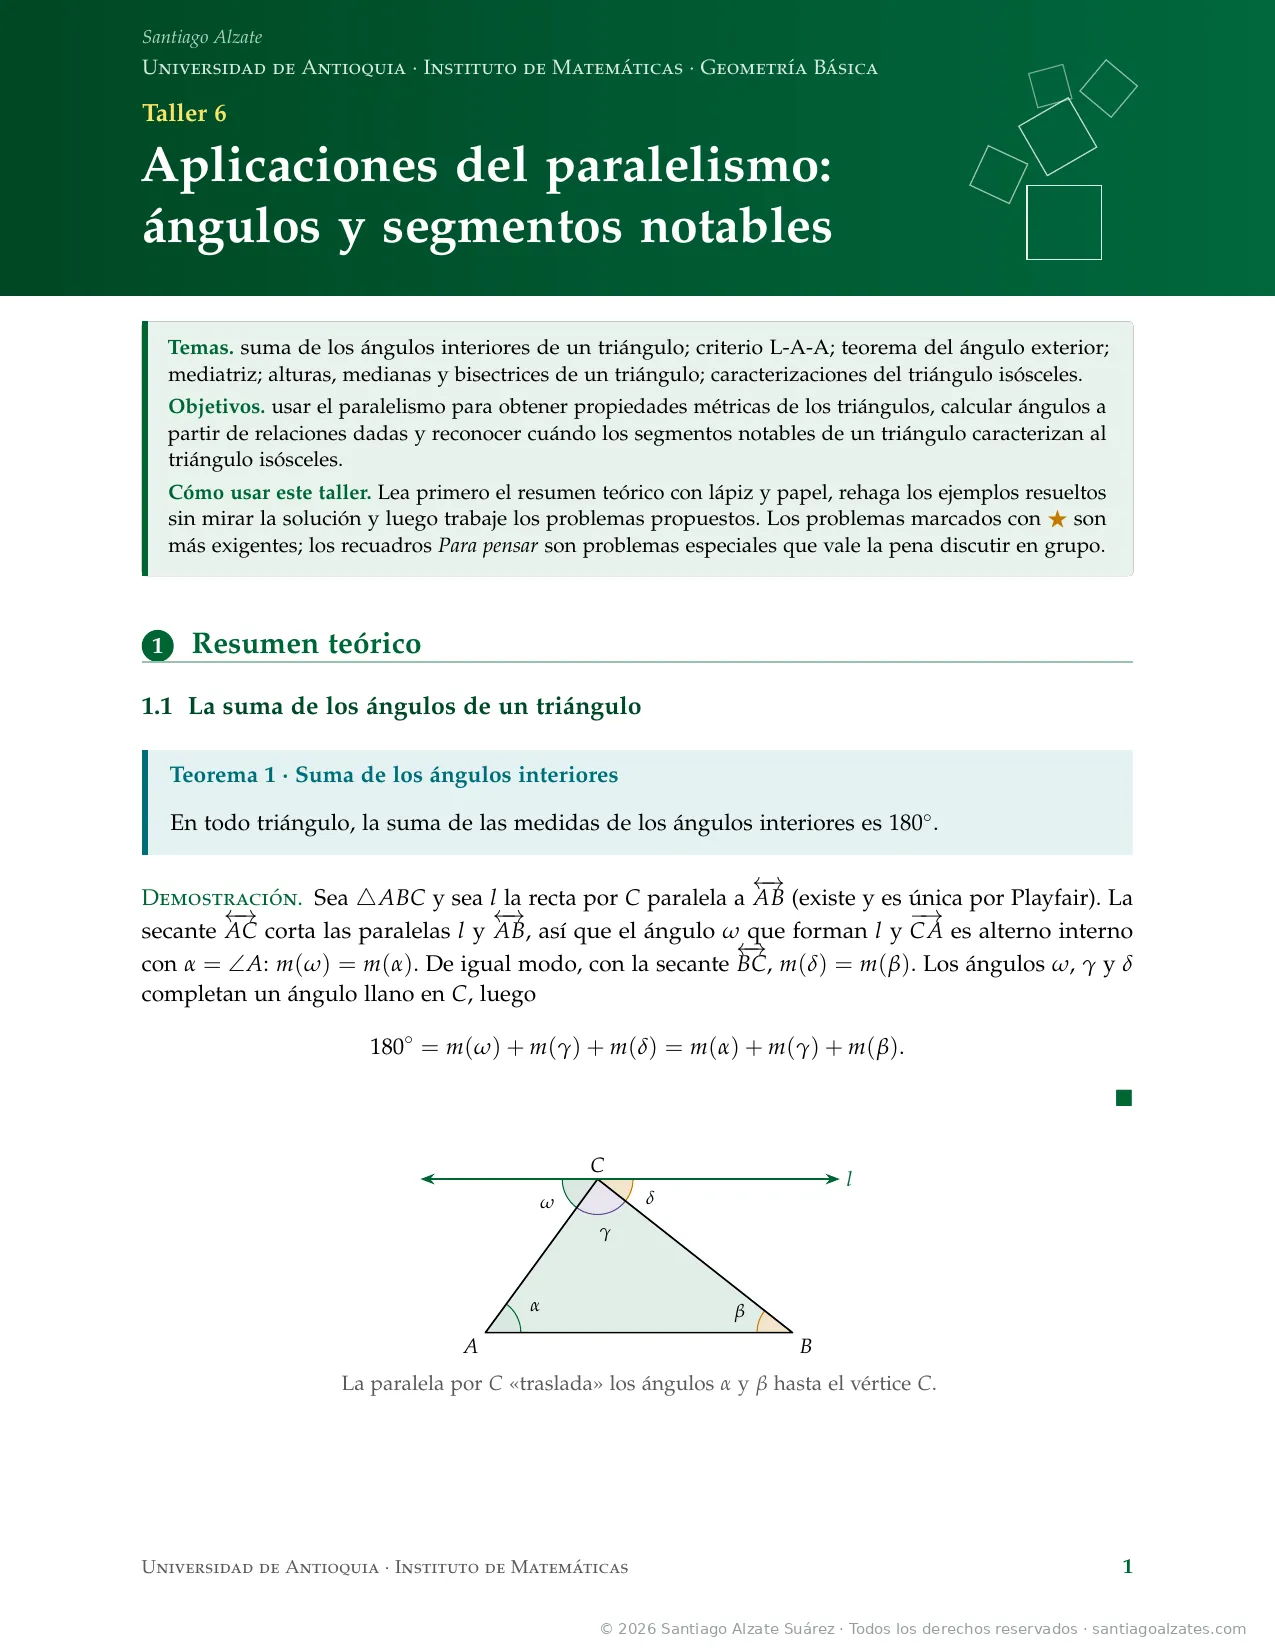 Santiago Alzate
Universidad de Antioquia · Instituto de Matemáticas · Geometría Básica
Taller 6
Aplicaciones del paralelismo:
ángulos y segmentos notables
Temas. suma de los ángulos interiores de un triángulo; criterio L-A-A; teorema del ángulo exterior;
mediatriz; alturas, medianas y bisectrices de un triángulo; caracterizaciones del triángulo isósceles.
Objetivos. usar el paralelismo para obtener propiedades métricas de los triángulos, calcular ángulos a
partir de relaciones dadas y reconocer cuándo los segmentos notables de un triángulo caracterizan al
triángulo isósceles.
Cómo usar este taller. Lea primero el resumen teórico con lápiz y papel, rehaga los ejemplos resueltos
sin mirar la solución y luego trabaje los problemas propuestos. Los problemas marcados con ★ son
más exigentes; los recuadros Para pensar son problemas especiales que vale la pena discutir en grupo.
1 Resumen teórico
1.1 La suma de los ángulos de un triángulo
Teorema 1 · Suma de los ángulos interiores
En todo triángulo, la suma de las medidas de los ángulos interiores es 180°.
Demostración. Sea △ABC y sea l la recta por C paralela a \overleftrightarrow{AB} (existe y es única por Playfair). La
secante \overleftrightarrow{AC} corta las paralelas l y \overleftrightarrow{AB}, así que el ángulo ω que forman l y \overrightarrow{CA} es alterno interno
con α = ∠A: m(ω) = m(α). De igual modo, con la secante \overleftrightarrow{BC}, m(δ) = m(β). Los ángulos ω, γ y δ
completan un ángulo llano en C, luego
180° = m(ω) + m(γ) + m(δ) = m(α) + m(γ) + m(β).
■
C
l
ω
δ
γ
α
β
A
B
La paralela por C «traslada» los ángulos α y β hasta el vértice C.
Universidad de Antioquia · Instituto de Matemáticas
1
© 2026 Santiago Alzate Suárez · Todos los derechos reservados · santiagoalzates.com